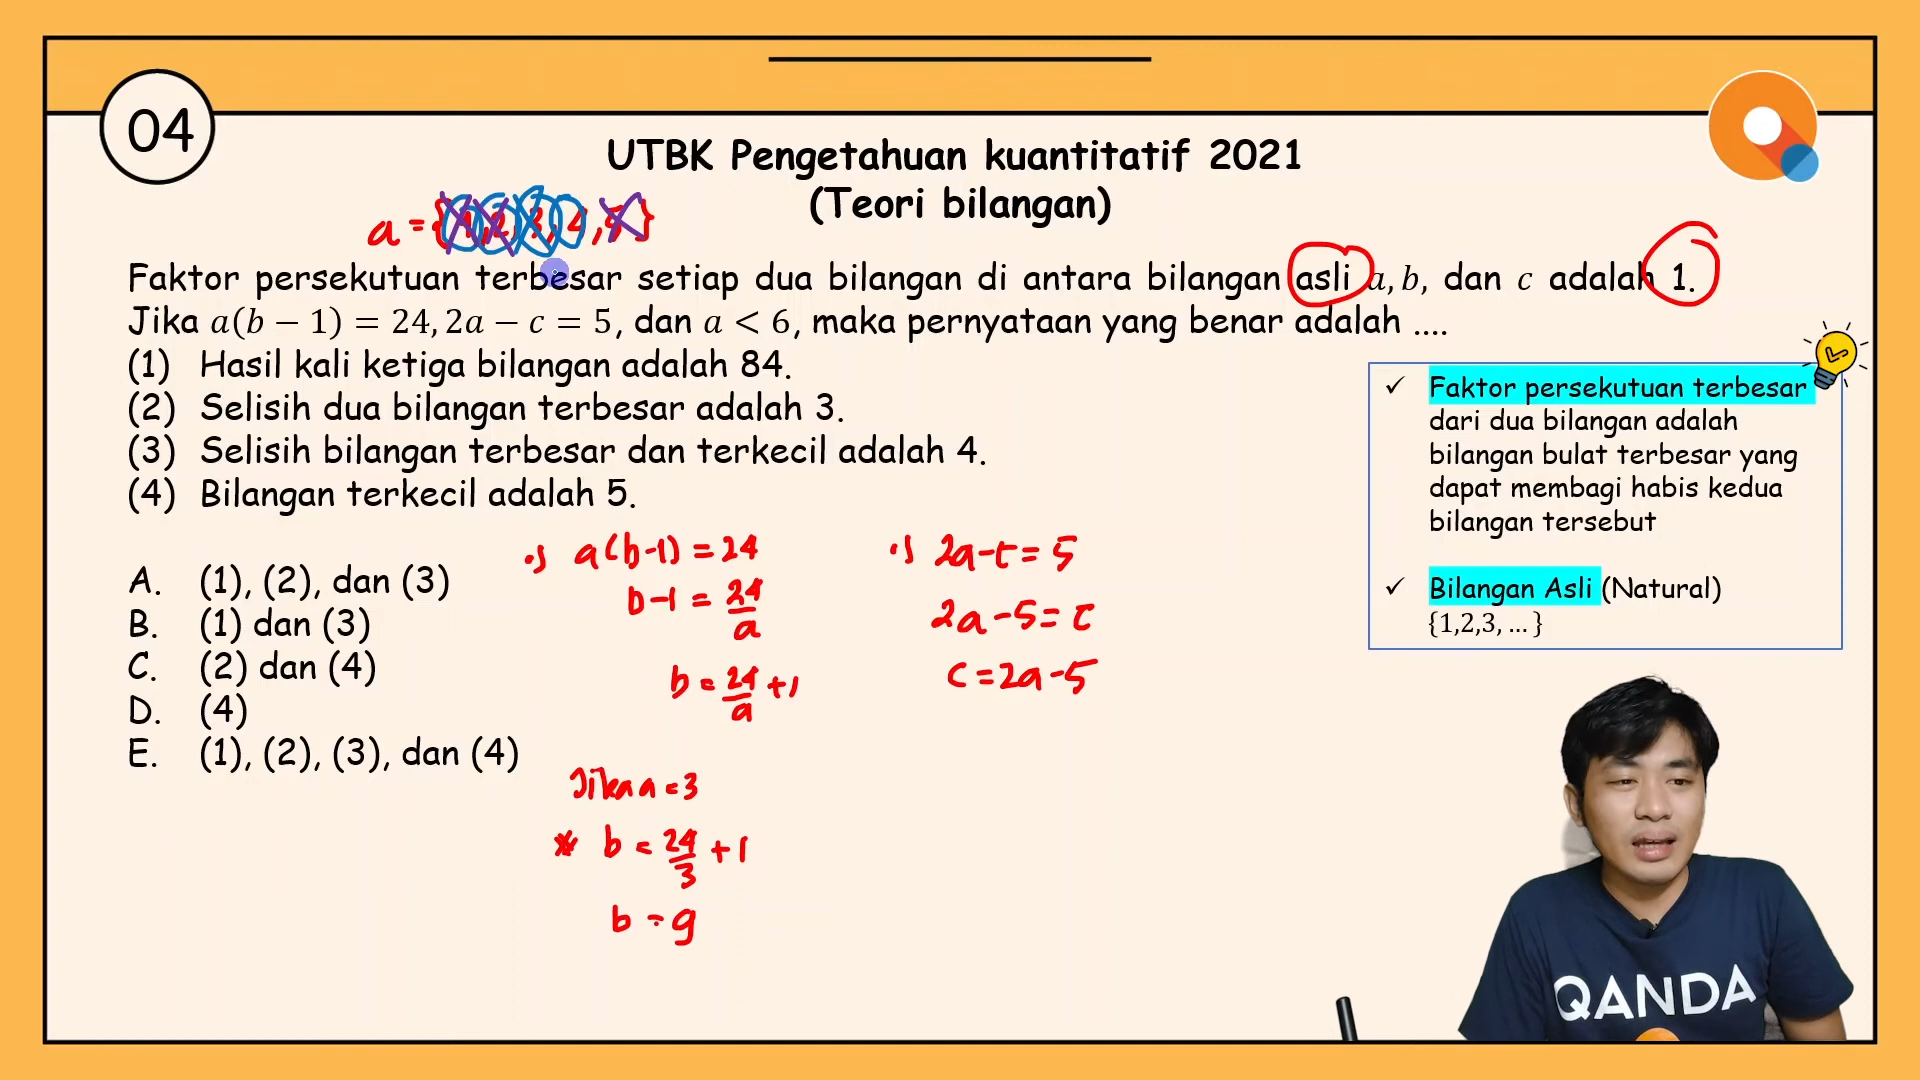 04
UTBK Pengetahuan kuantitatif 2021
(Teori bilangan)
a = {1, 2, 3, 4, 5}
Faktor persekutuan terbesar setiap dua bilangan di antara bilangan asli a, b, dan c adalah 1.
Jika a(b − 1) = 24, 2a − c = 5, dan a < 6, maka pernyataan yang benar adalah ....
(1) Hasil kali ketiga bilangan adalah 84.
(2) Selisih dua bilangan terbesar adalah 3.
(3) Selisih bilangan terbesar dan terkecil adalah 4.
(4) Bilangan terkecil adalah 5.
A. (1), (2), dan (3)
B. (1) dan (3)
C. (2) dan (4)
D. (4)
E. (1), (2), (3), dan (4)
a(b-1) = 24
b-1 = 24/a
b = 24/a + 1
2a-c = 5
2a-5 = c
c = 2a-5
Jika a = 3
* b = 24/3 + 1
b = 9
✓ Faktor persekutuan terbesar
dari dua bilangan adalah
bilangan bulat terbesar yang
dapat membagi habis kedua
bilangan tersebut
✓ Bilangan Asli (Natural)
{1,2,3, … }
QANDA